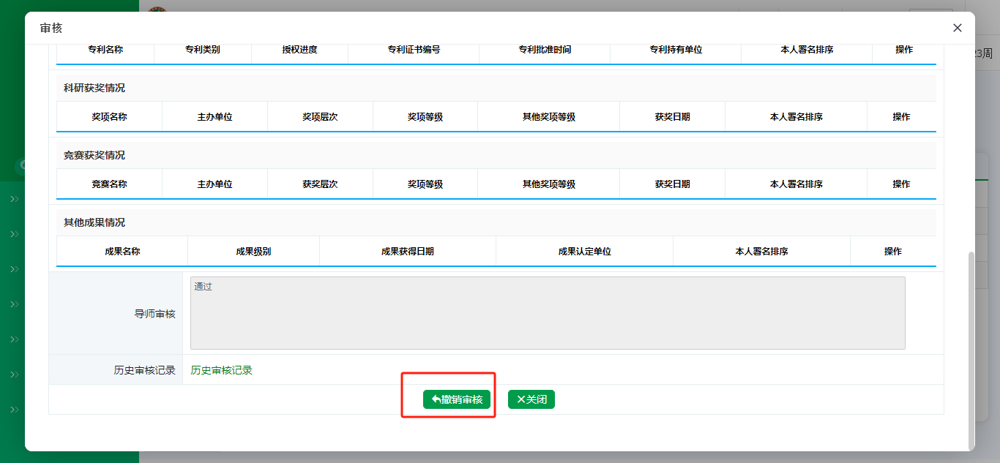 审核
23周
专利名称 专利类别 授权进度 专利证书编号 专利批准时间 专利持有单位 本人署名排序 操作
科研获奖情况
奖项名称 主办单位 奖项层次 奖项等级 其他奖项等级 获奖日期 本人署名排序 操作
竞赛获奖情况
竞赛名称 主办单位 获奖层次 奖项等级 其他奖项等级 获奖日期 本人署名排序 操作
其他成果情况
成果名称 成果级别 成果获得日期 成果认定单位 本人署名排序 操作
导师审核 通过
历史审核记录 历史审核记录
撤销审核 关闭